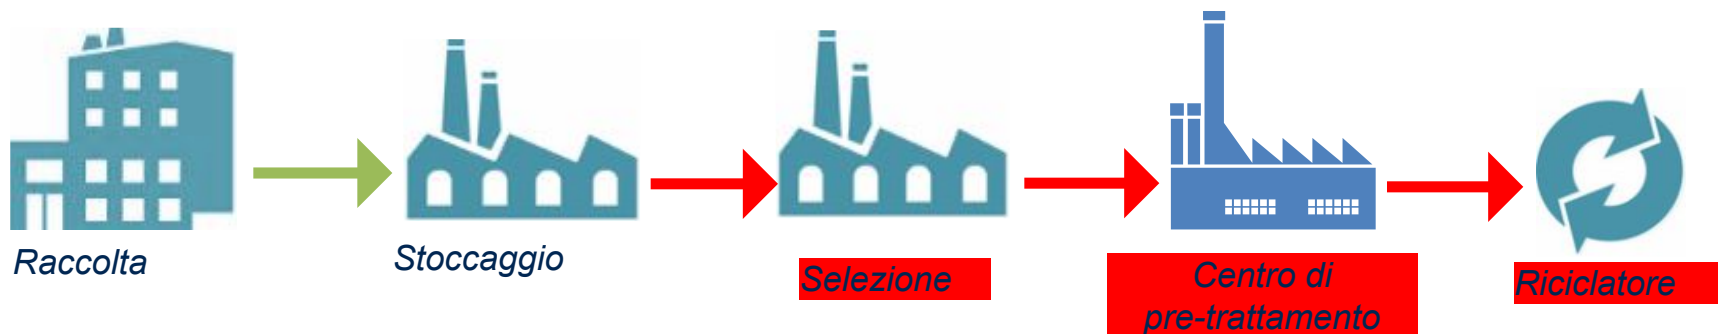 Raccolta
Stoccaggio
Selezione
Centro di
pre-trattamento
Riciclatore